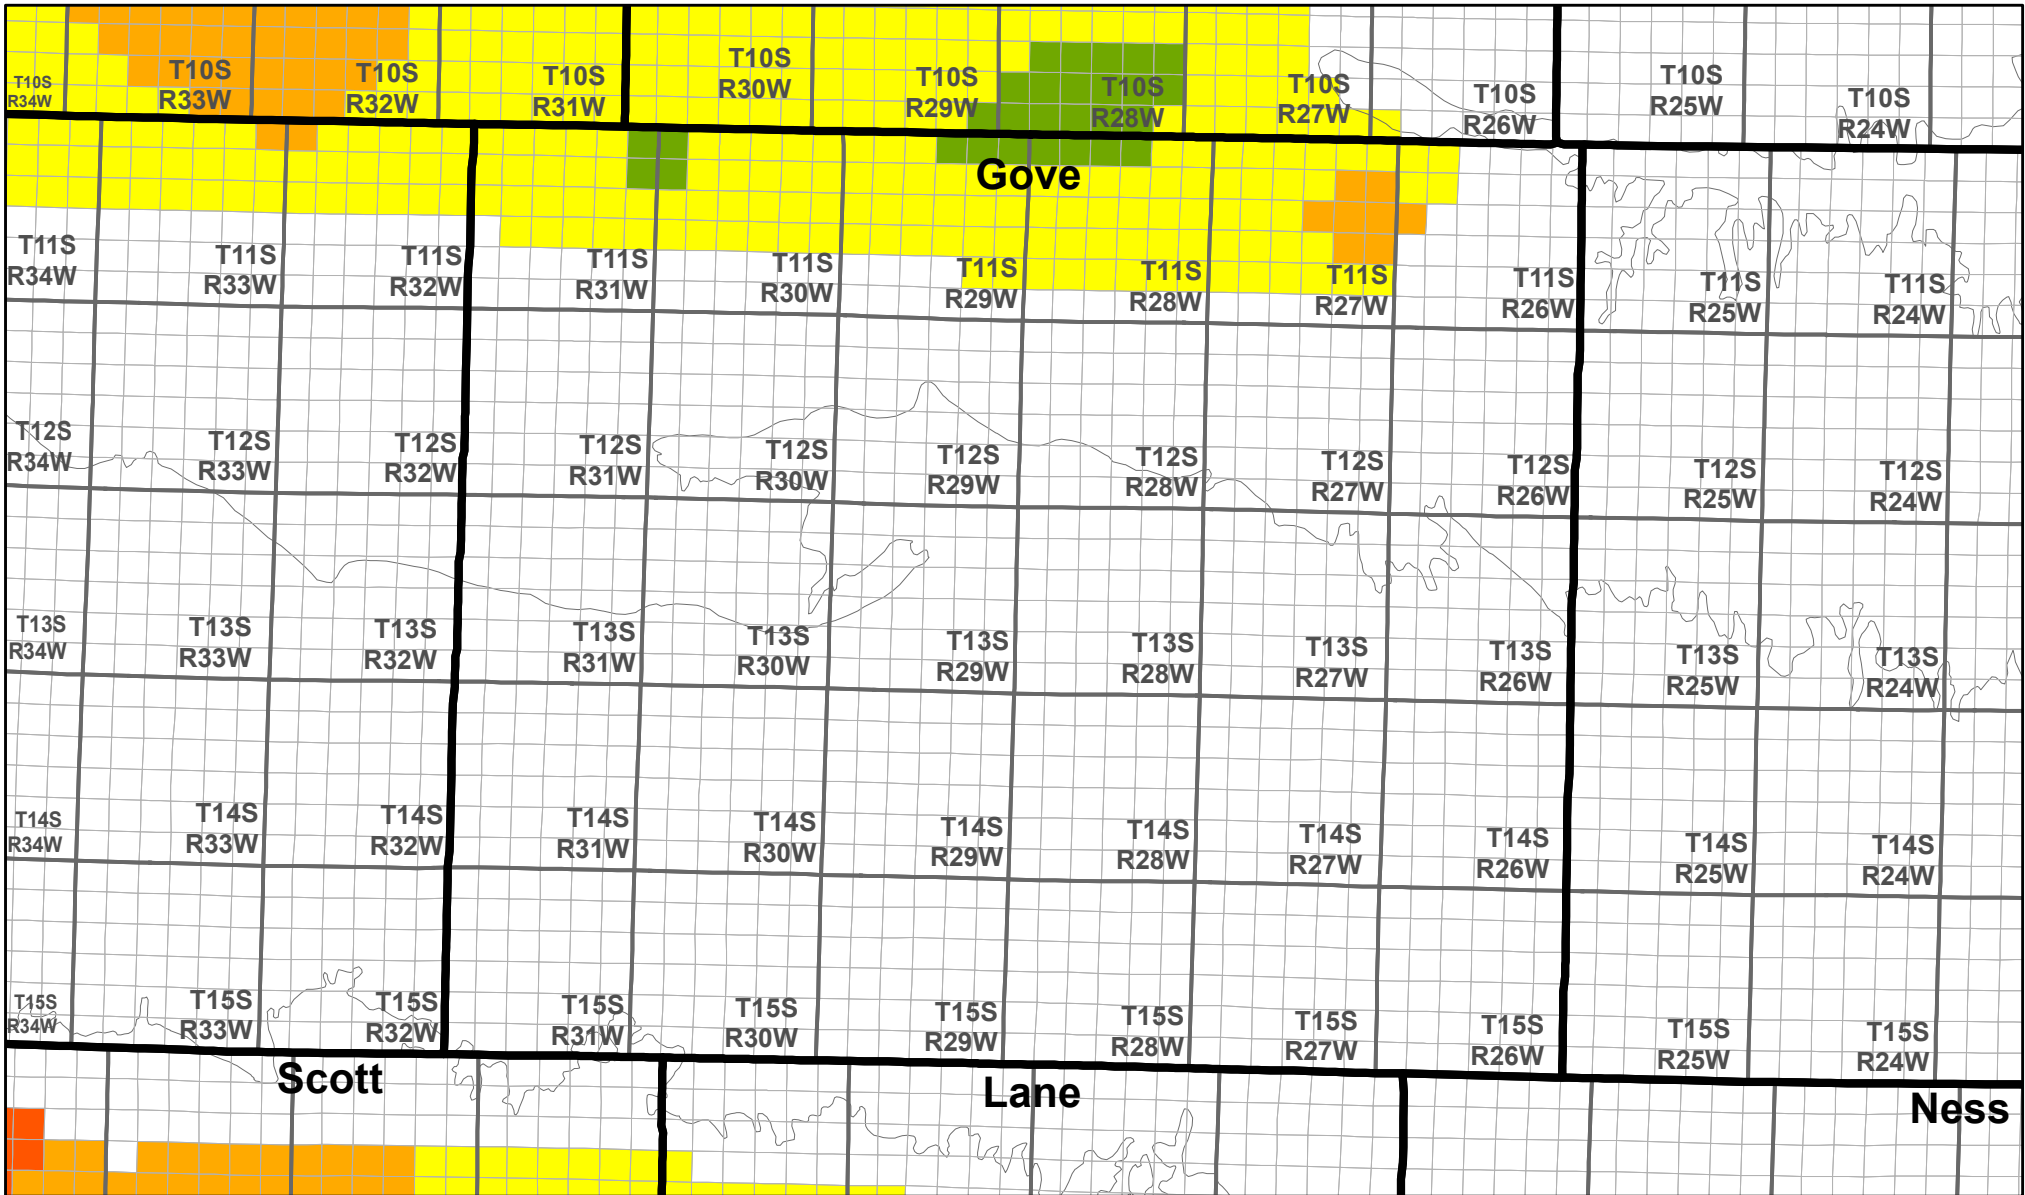 T10S
R34W
T10S
R33W
T10S
R32W
T10S
R31W
T10S
R30W
T10S
R29W
T10S
R28W
T10S
R27W
T10S
R26W
T10S
R25W
T10S
R24W
Gove
T11S
R34W
T11S
R33W
T11S
R32W
T11S
R31W
T11S
R30W
T11S
R29W
T11S
R28W
T11S
R27W
T11S
R26W
T11S
R25W
T11S
R24W
T12S
R34W
T12S
R33W
T12S
R32W
T12S
R31W
T12S
R30W
T12S
R29W
T12S
R28W
T12S
R27W
T12S
R26W
T12S
R25W
T12S
R24W
T13S
R34W
T13S
R33W
T13S
R32W
T13S
R31W
T13S
R30W
T13S
R29W
T13S
R28W
T13S
R27W
T13S
R26W
T13S
R25W
T13S
R24W
T14S
R34W
T14S
R33W
T14S
R32W
T14S
R31W
T14S
R30W
T14S
R29W
T14S
R28W
T14S
R27W
T14S
R26W
T14S
R25W
T14S
R24W
T15S
R34W
T15S
R33W
T15S
R32W
T15S
R31W
T15S
R30W
T15S
R29W
T15S
R28W
T15S
R27W
T15S
R26W
T15S
R25W
T15S
R24W
Scott
Lane
Ness